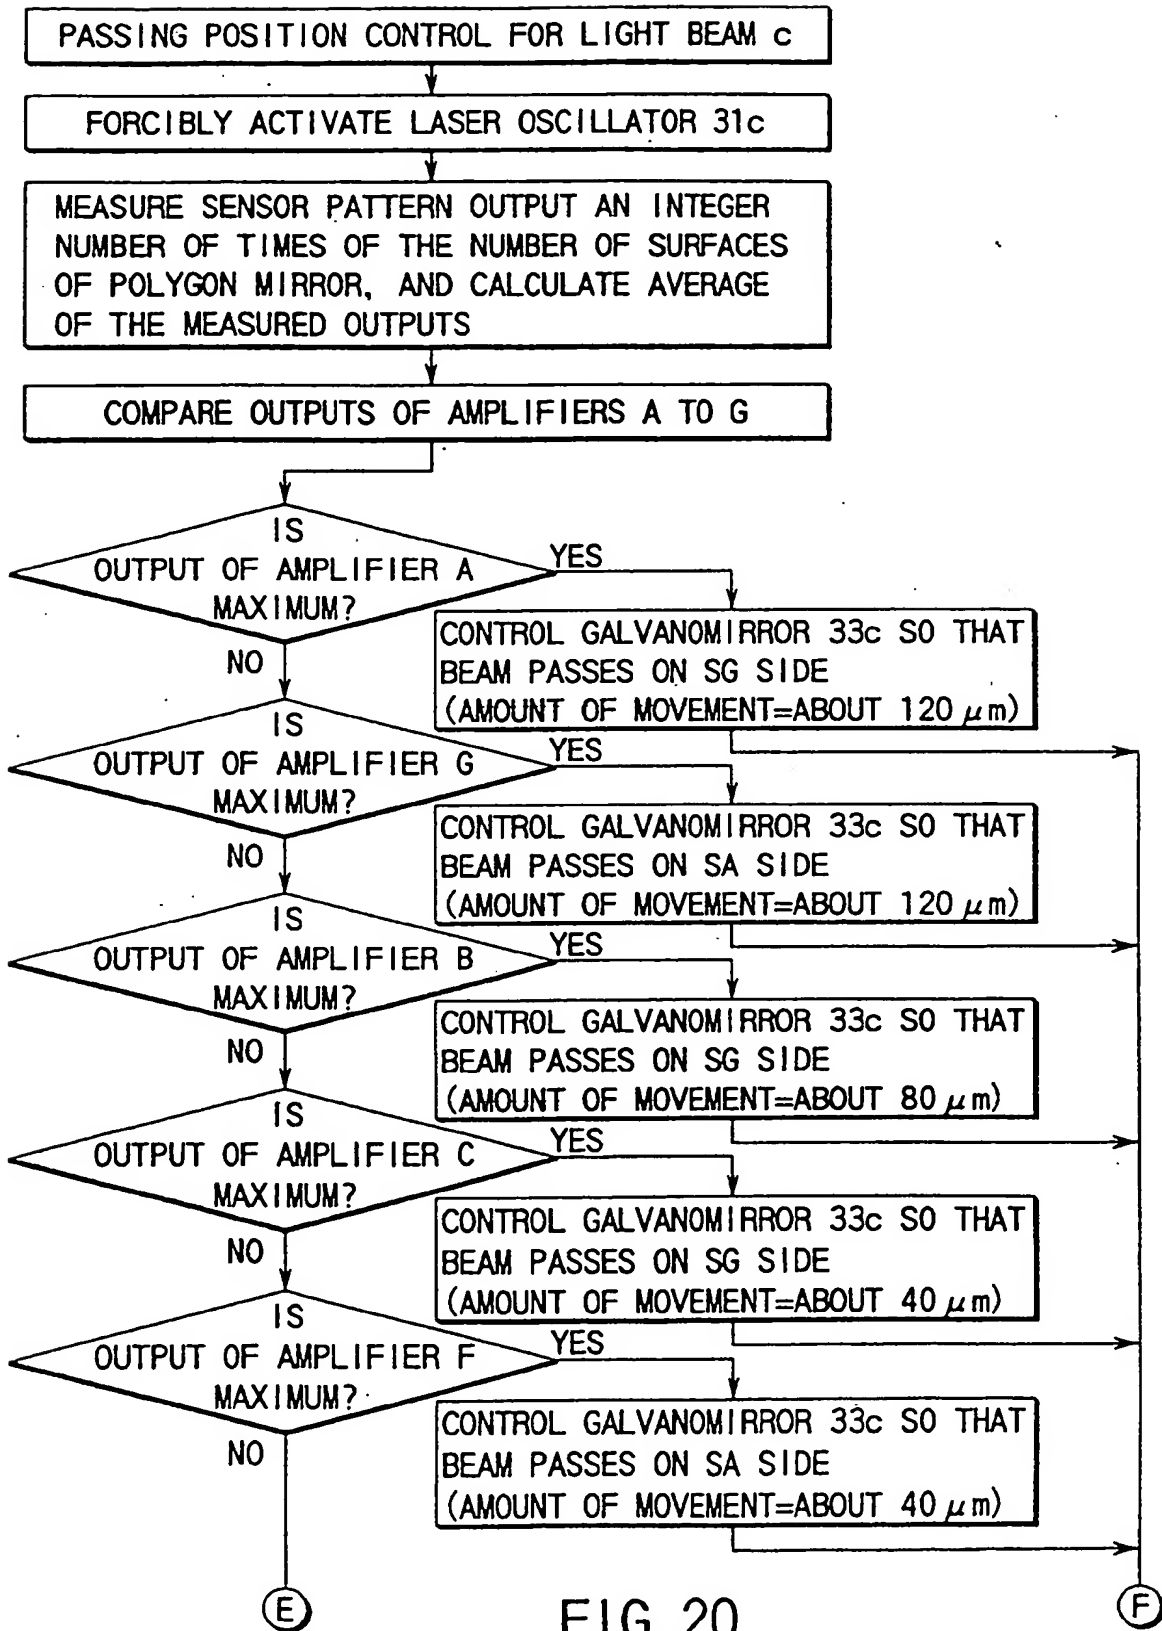 PASSING POSITION CONTROL FOR LIGHT BEAM c
FORCIBLY ACTIVATE LASER OSCILLATOR 31c
MEASURE SENSOR PATTERN OUTPUT AN INTEGER
NUMBER OF TIMES OF THE NUMBER OF SURFACES
OF POLYGON MIRROR, AND CALCULATE AVERAGE
OF THE MEASURED OUTPUTS
COMPARE OUTPUTS OF AMPLIFIERS A TO G
IS
OUTPUT OF AMPLIFIER A
MAXIMUM?
YES
NO
CONTROL GALVANOMIRROR 33c SO THAT
BEAM PASSES ON SG SIDE
(AMOUNT OF MOVEMENT=ABOUT 120 μm)
IS
OUTPUT OF AMPLIFIER G
MAXIMUM?
YES
NO
CONTROL GALVANOMIRROR 33c SO THAT
BEAM PASSES ON SA SIDE
(AMOUNT OF MOVEMENT=ABOUT 120 μm)
IS
OUTPUT OF AMPLIFIER B
MAXIMUM?
YES
NO
CONTROL GALVANOMIRROR 33c SO THAT
BEAM PASSES ON SG SIDE
(AMOUNT OF MOVEMENT=ABOUT 80 μm)
IS
OUTPUT OF AMPLIFIER C
MAXIMUM?
YES
NO
CONTROL GALVANOMIRROR 33c SO THAT
BEAM PASSES ON SG SIDE
(AMOUNT OF MOVEMENT=ABOUT 40 μm)
IS
OUTPUT OF AMPLIFIER F
MAXIMUM?
YES
NO
CONTROL GALVANOMIRROR 33c SO THAT
BEAM PASSES ON SA SIDE
(AMOUNT OF MOVEMENT=ABOUT 40 μm)
E
F
FIG. 20